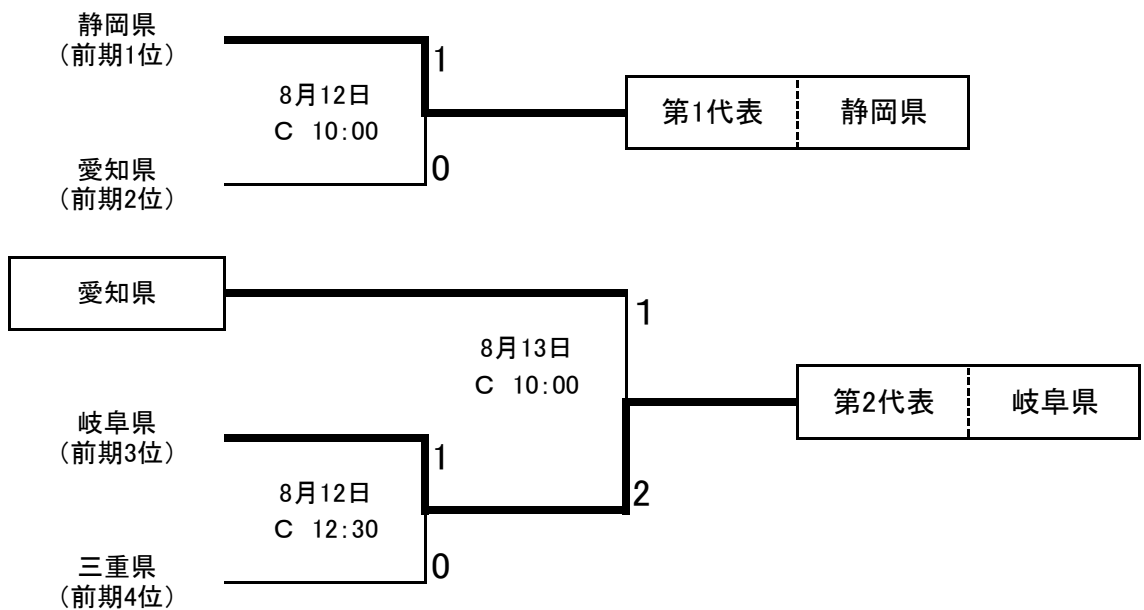 静岡県
（前期1位）
1
8月12日
C 10:00
第1代表 静岡県
愛知県
（前期2位）
0
愛知県
1
8月13日
C 10:00
第2代表 岐阜県
岐阜県
（前期3位）
1
8月12日
C 12:30
2
三重県
（前期4位）
0